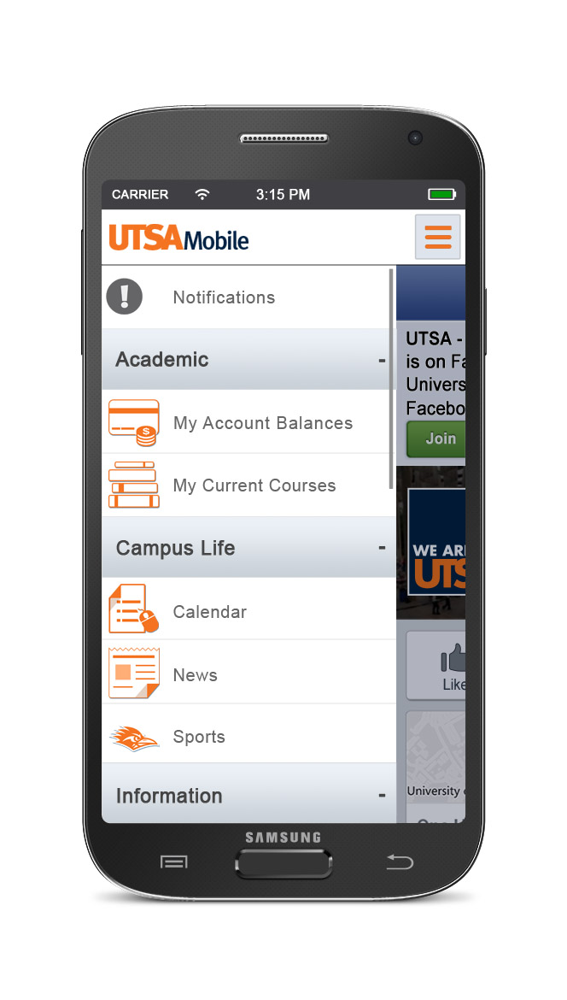 CARRIER 3:15 PM
UTSAMobile
Notifications
Academic -
My Account Balances
My Current Courses
Campus Life -
Calendar
News
Sports
Information -
UTSA -
is on Fa
Univers
Facebo
Join
WE ARE
UTS
Like
University o
SAMSUNG